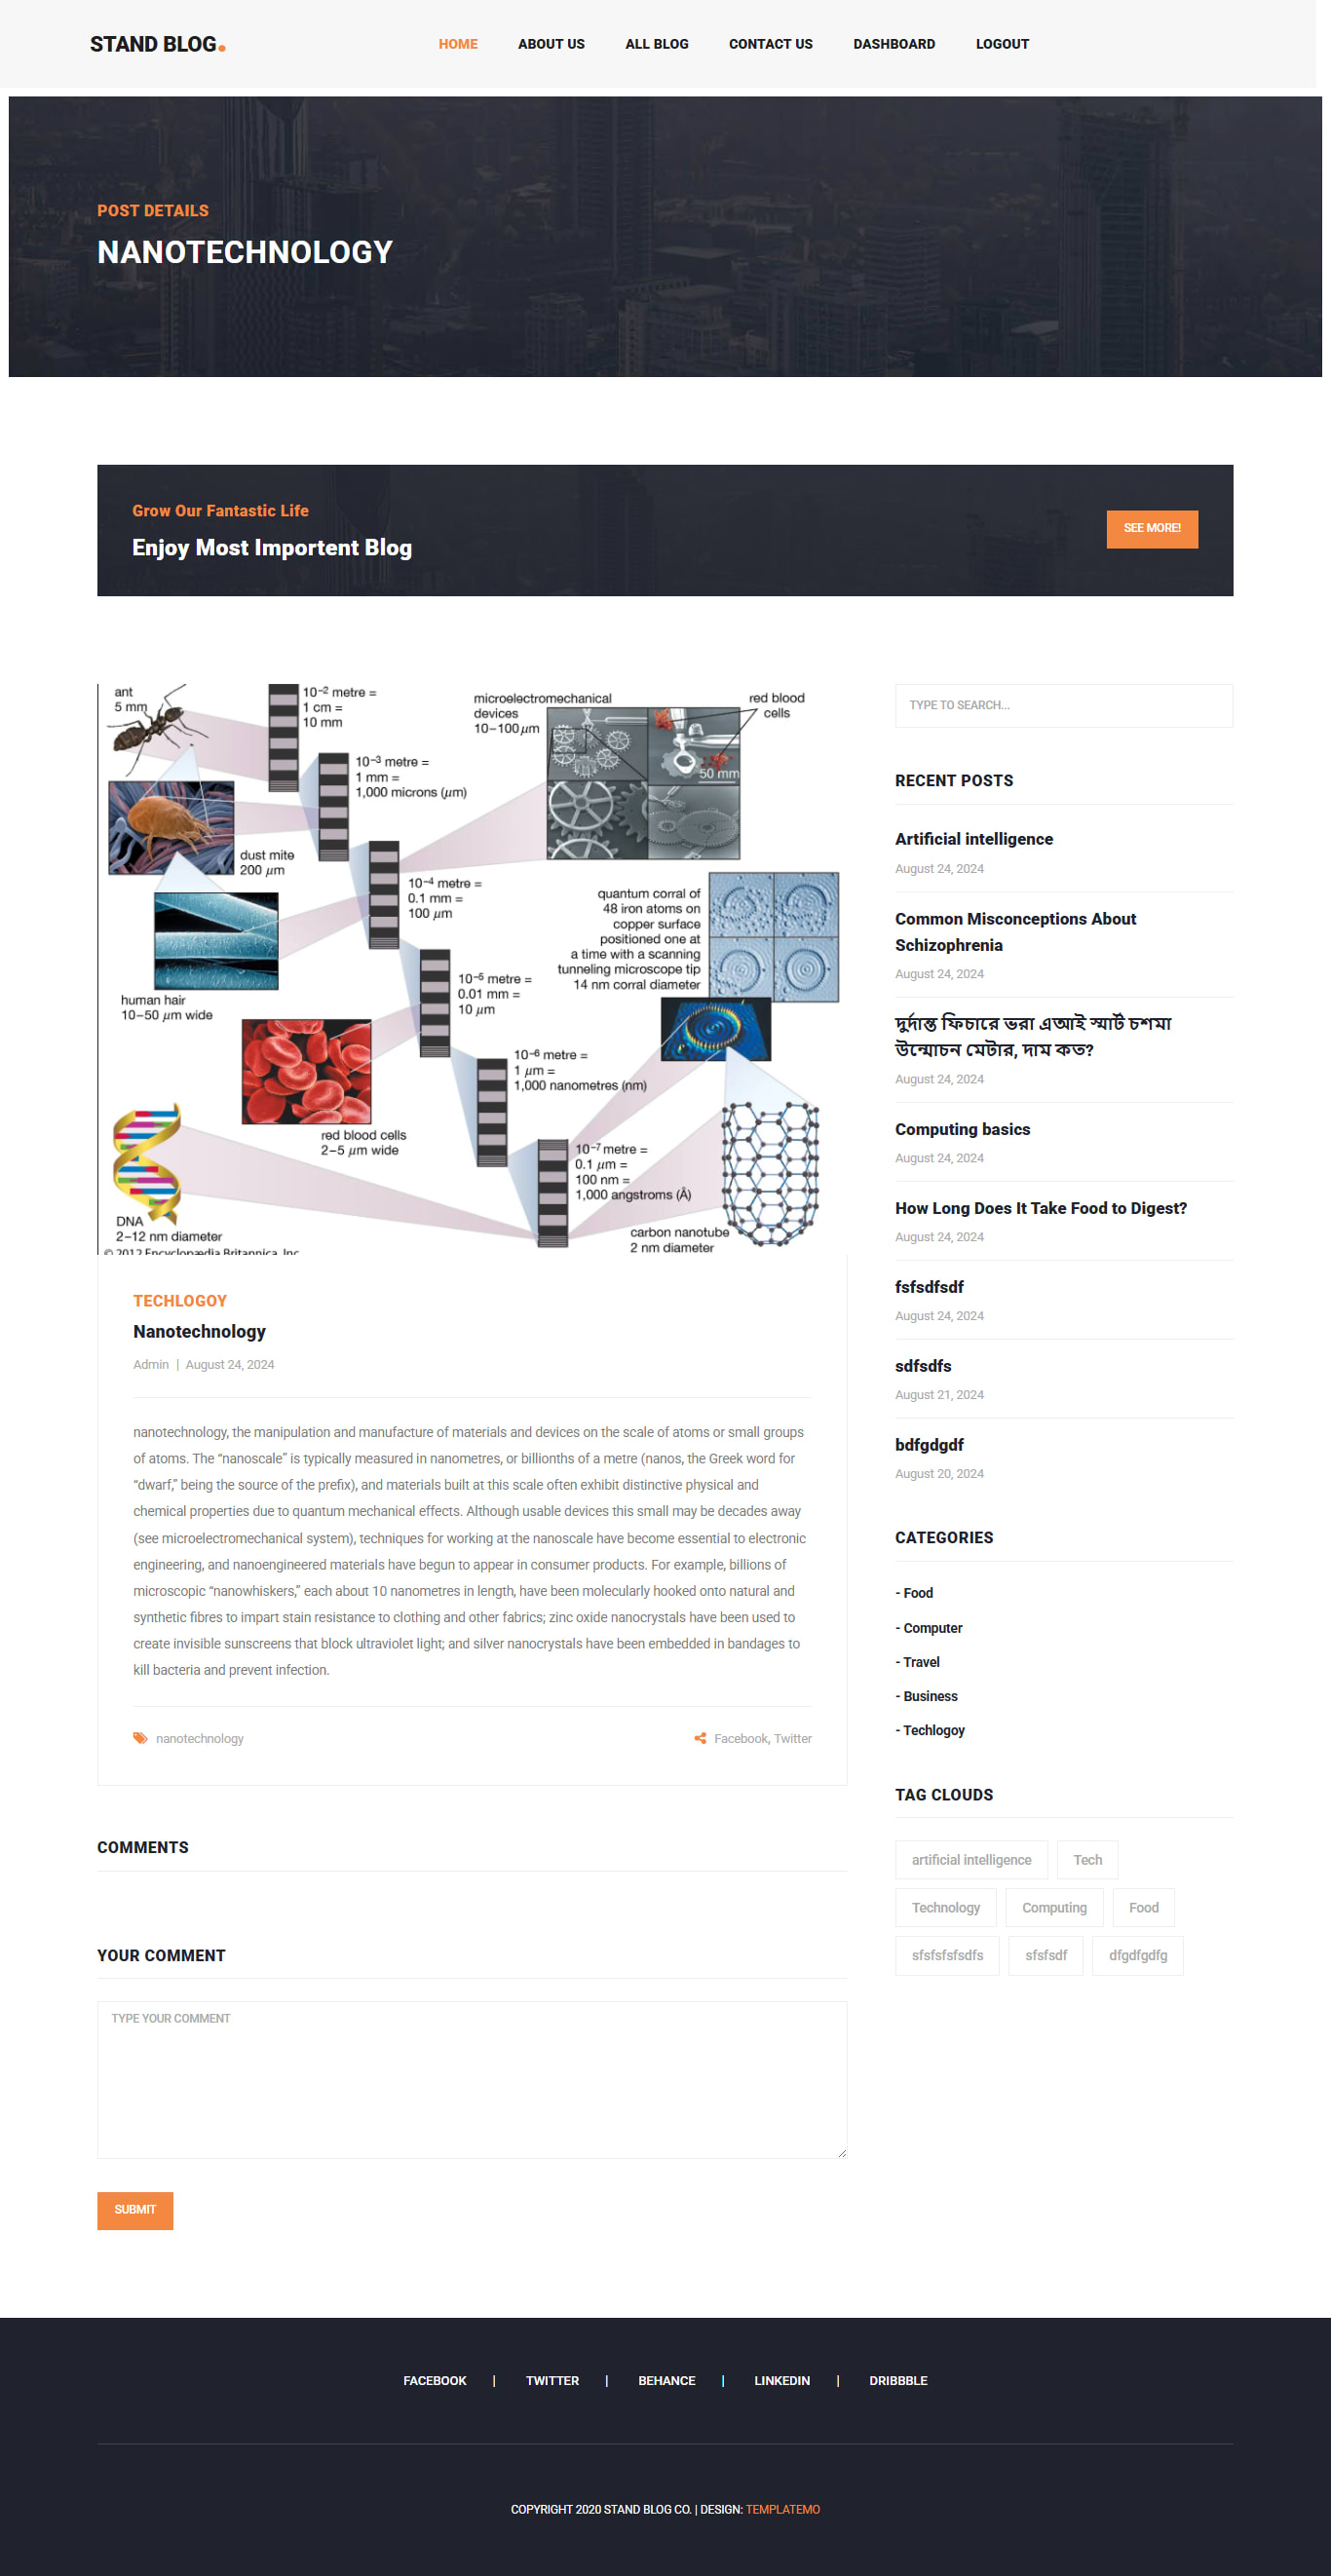 STAND BLOG.
HOME
ABOUT US
ALL BLOG
CONTACT US
DASHBOARD
LOGOUT
POST DETAILS
NANOTECHNOLOGY
Grow Our Fantastic Life
Enjoy Most Importent Blog
SEE MORE!
ant
5 mm
10⁻² metre =
1 cm =
10 mm
microelectromechanical
devices
10–100 μm
red blood
cells
50 mm
10⁻³ metre =
1 mm =
1,000 microns (μm)
dust mite
200 μm
10⁻⁴ metre =
0.1 mm =
100 μm
quantum corral of
48 iron atoms on
copper surface
positioned one at
a time with a scanning
tunneling microscope tip
14 nm corral diameter
human hair
10–50 μm wide
10⁻⁵ metre =
0.01 mm =
10 μm
10⁻⁶ metre =
1 μm =
1,000 nanometres (nm)
red blood cells
2–5 μm wide
10⁻⁷ metre =
0.1 μm =
100 nm =
1,000 angstroms (Å)
DNA
2–12 nm diameter
carbon nanotube
2 nm diameter
© 2012 Encyclopædia Britannica, Inc.
TECHLOGOY
Nanotechnology
Admin | August 24, 2024
nanotechnology, the manipulation and manufacture of materials and devices on the scale of atoms or small groups
of atoms. The “nanoscale” is typically measured in nanometres, or billionths of a metre (nanos, the Greek word for
“dwarf,” being the source of the prefix), and materials built at this scale often exhibit distinctive physical and
chemical properties due to quantum mechanical effects. Although usable devices this small may be decades away
(see microelectromechanical system), techniques for working at the nanoscale have become essential to electronic
engineering, and nanoengineered materials have begun to appear in consumer products. For example, billions of
microscopic “nanowhiskers,” each about 10 nanometres in length, have been molecularly hooked onto natural and
synthetic fibres to impart stain resistance to clothing and other fabrics; zinc oxide nanocrystals have been used to
create invisible sunscreens that block ultraviolet light; and silver nanocrystals have been embedded in bandages to
kill bacteria and prevent infection.
nanotechnology
Facebook, Twitter
COMMENTS
YOUR COMMENT
TYPE YOUR COMMENT
SUBMIT
TYPE TO SEARCH...
RECENT POSTS
Artificial intelligence
August 24, 2024
Common Misconceptions About
Schizophrenia
August 24, 2024
দুর্দান্ত ফিচারে ভরা এআই স্মার্ট চশমা
উন্মোচন মেটার, দাম কত?
August 24, 2024
Computing basics
August 24, 2024
How Long Does It Take Food to Digest?
August 24, 2024
fsfsdfsdf
August 24, 2024
sdfsdfs
August 21, 2024
bdfgdgdf
August 20, 2024
CATEGORIES
- Food
- Computer
- Travel
- Business
- Techlogoy
TAG CLOUDS
artificial intelligence
Tech
Technology
Computing
Food
sfsfsfsfsdfs
sfsfsdf
dfgdfgdfg
FACEBOOK | TWITTER | BEHANCE | LINKEDIN | DRIBBBLE
COPYRIGHT 2020 STAND BLOG CO. | DESIGN: TEMPLATEMO